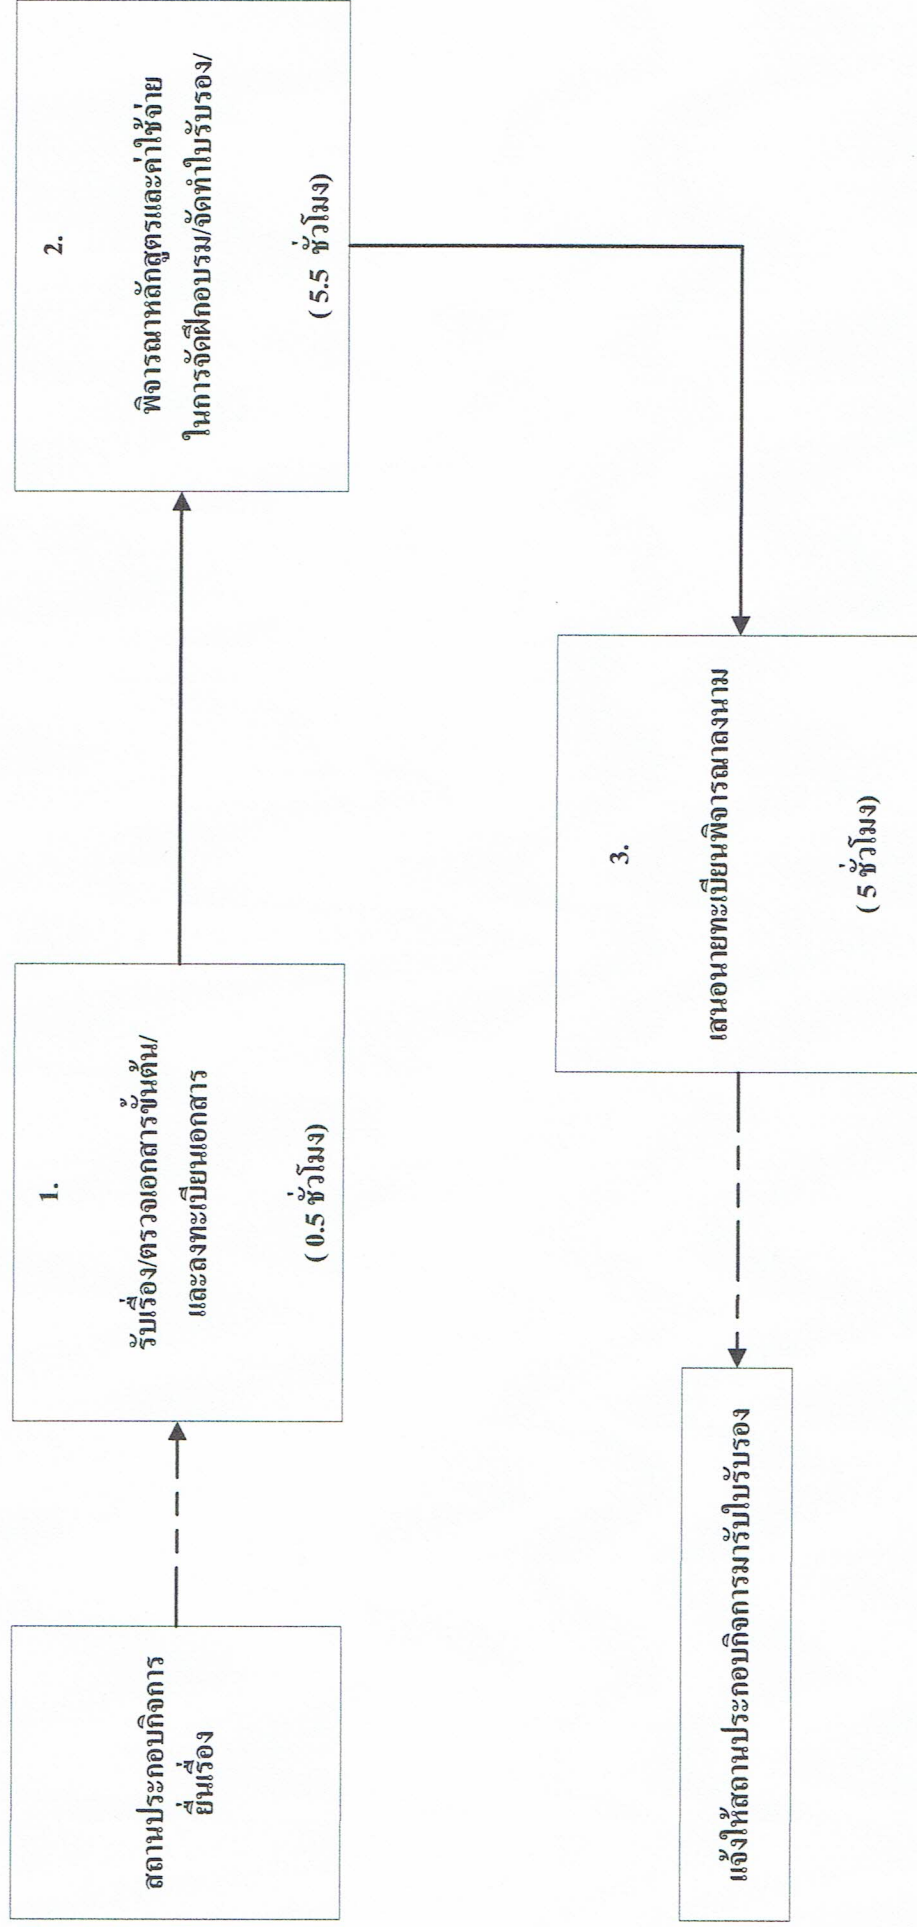 สถานประกอบกิจการ
ยื่นเรื่อง
1.
รับเรื่อง/ตรวจเอกสารขั้นต้น/
และลงทะเบียนเอกสาร
( 0.5 ชั่วโมง)
2.
พิจารณาหลักสูตรและค่าใช้จ่าย
ในการจัดฝึกอบรม/จัดทำใบรับรอง/
( 5.5 ชั่วโมง)
3.
เสนอนายทะเบียนพิจารณาลงนาม
( 5 ชั่วโมง)
แจ้งให้สถานประกอบกิจการมารับใบรับรอง